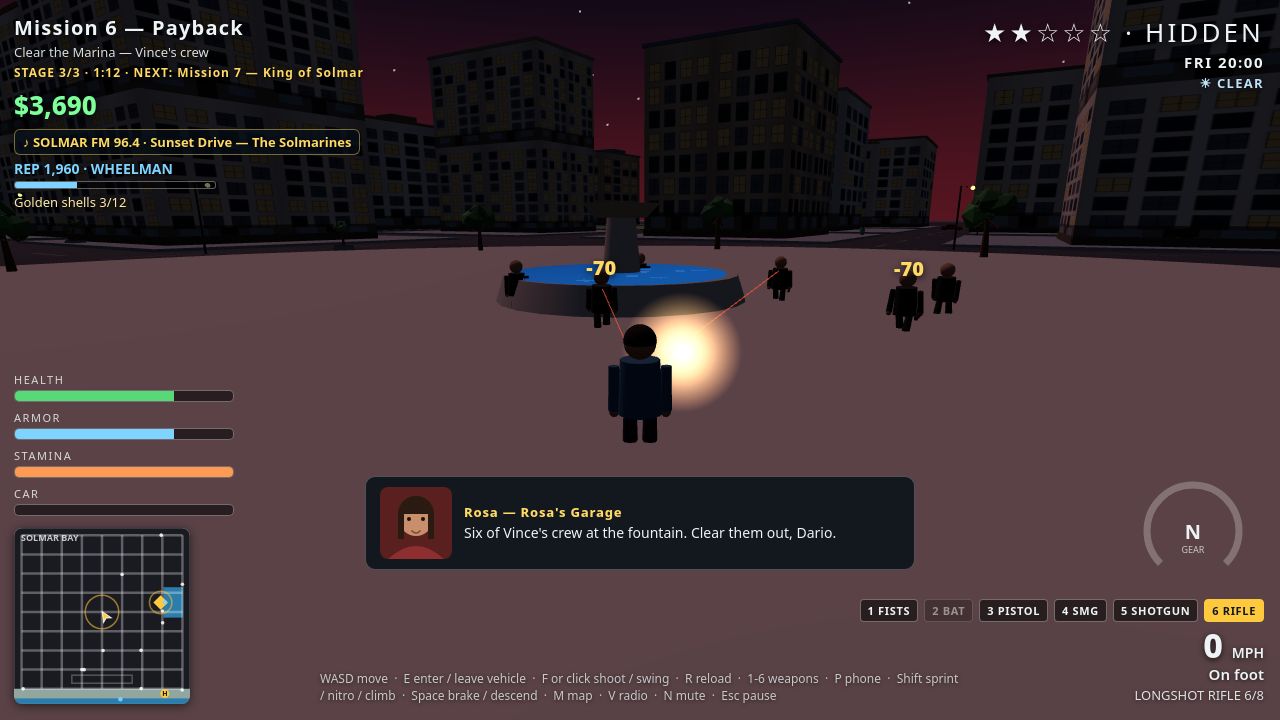 Mission 6 — Payback
Clear the Marina — Vince's crew
STAGE 3/3 · 1:12 · NEXT: Mission 7 — King of Solmar
$3,690
♪ SOLMAR FM 96.4 · Sunset Drive — The Solmarines
REP 1,960 · WHEELMAN
Golden shells 3/12
★★☆☆☆ · HIDDEN
FRI 20:00
☀ CLEAR
-70
-70
HEALTH
ARMOR
STAMINA
CAR
SOLMAR BAY
H
Rosa — Rosa's Garage
Six of Vince's crew at the fountain. Clear them out, Dario.
N
GEAR
1 FISTS
2 BAT
3 PISTOL
4 SMG
5 SHOTGUN
6 RIFLE
0 MPH
On foot
LONGSHOT RIFLE 6/8
WASD move · E enter / leave vehicle · F or click shoot / swing · R reload · 1-6 weapons · P phone · Shift sprint
/ nitro / climb · Space brake / descend · M map · V radio · N mute · Esc pause